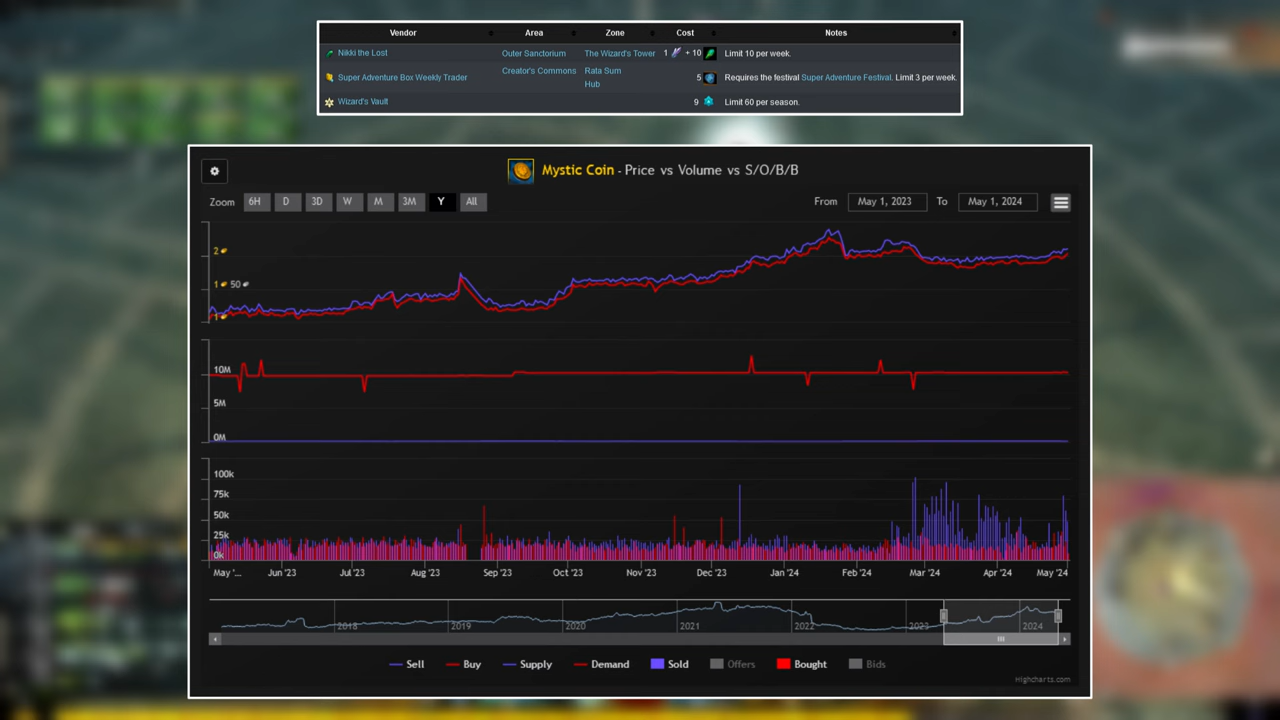 Vendor Area Zone Cost Notes
Nikki the Lost Outer Sanctorium The Wizard's Tower 1 + 10 Limit 10 per week.
Super Adventure Box Weekly Trader Creator's Commons Rata Sum 5 Requires the festival Super Adventure Festival. Limit 3 per week.
Hub
Wizard's Vault 9 Limit 60 per season.
Mystic Coin - Price vs Volume vs S/O/B/B
Zoom 6H D 3D W M 3M Y All From May 1, 2023 To May 1, 2024
2
1 50
1
10M
5M
0M
100k
75k
50k
25k
0k
May '... Jun '23 Jul '23 Aug '23 Sep '23 Oct '23 Nov '23 Dec '23 Jan '24 Feb '24 Mar '24 Apr '24 May '24
2018 2019 2020 2021 2022 2023 2024
Sell Buy Supply Demand Sold Offers Bought Bids
Highcharts.com